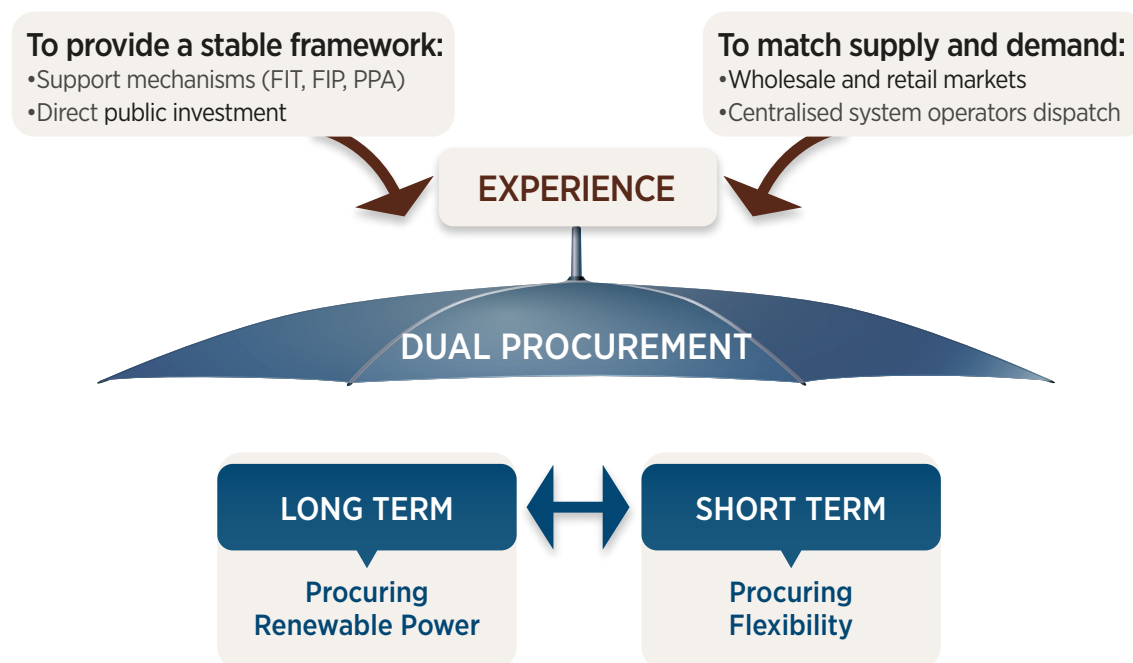 To provide a stable framework:
•Support mechanisms (FIT, FIP, PPA)
•Direct public investment
To match supply and demand:
•Wholesale and retail markets
•Centralised system operators dispatch
EXPERIENCE
DUAL PROCUREMENT
LONG TERM
Procuring
Renewable Power
SHORT TERM
Procuring
Flexibility